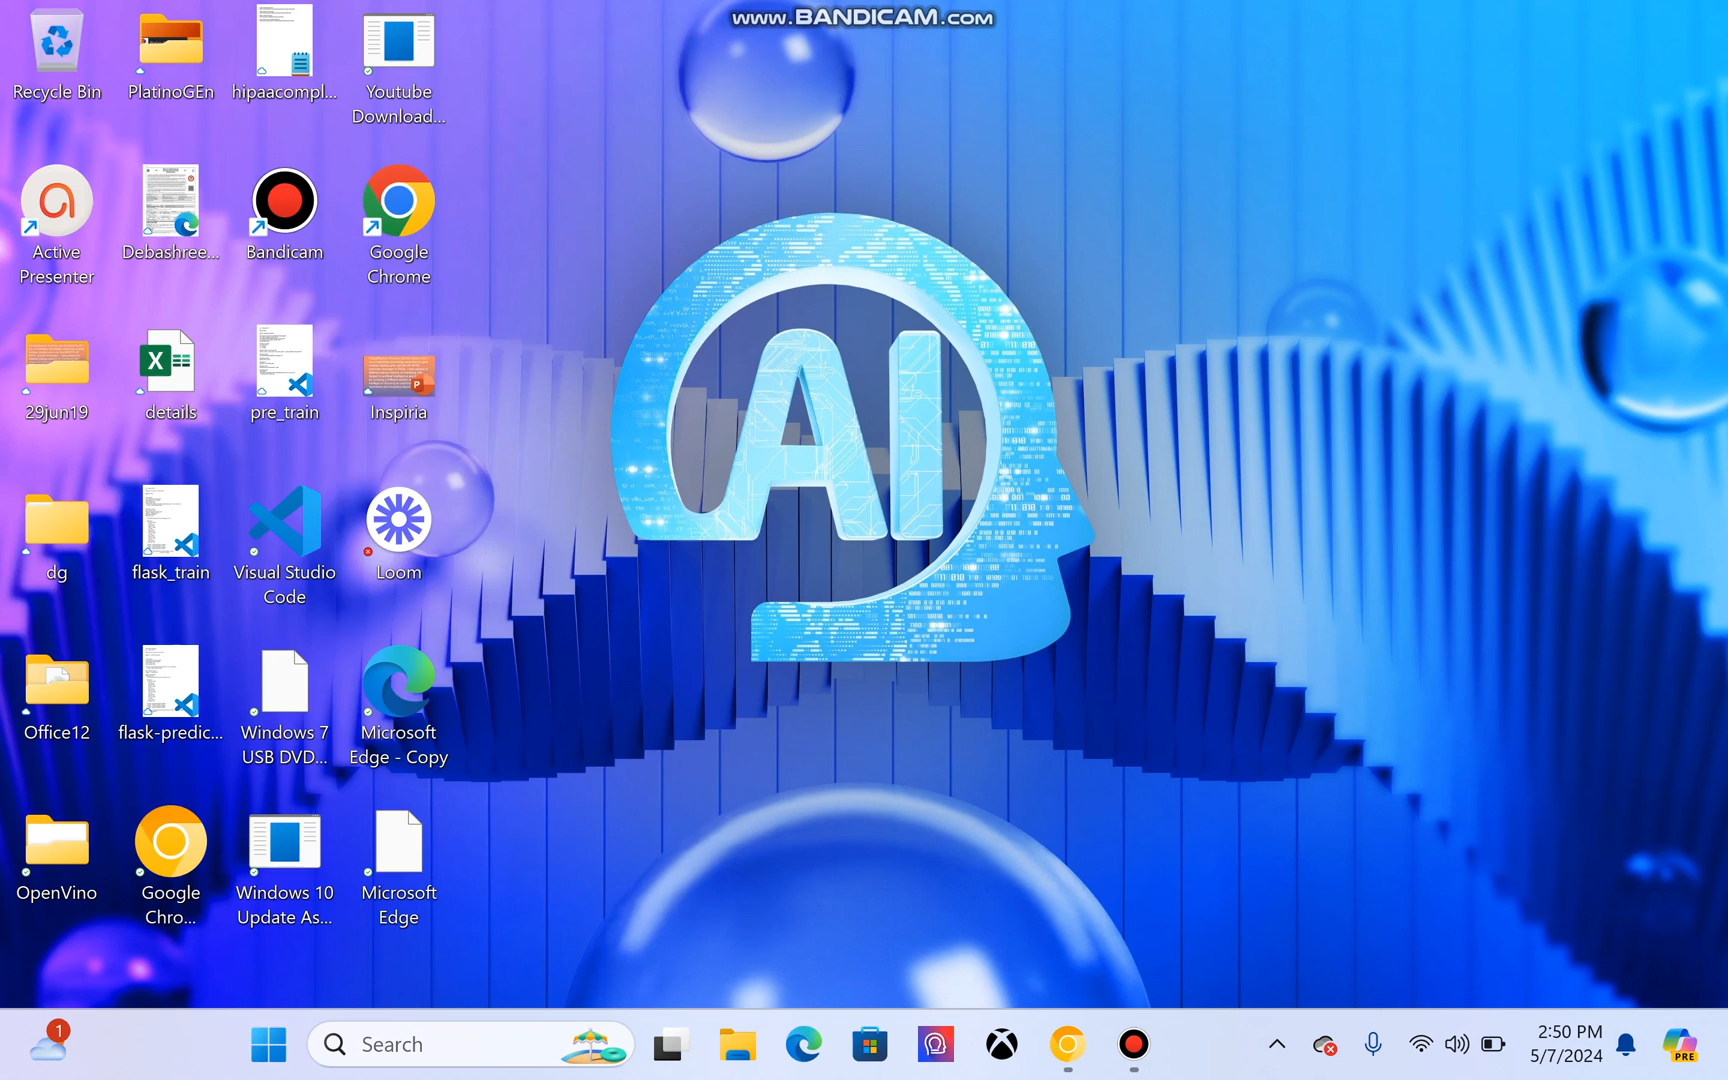 WWW.BANDICAM.COM
Recycle Bin
PlatinoGEn
hipaacompl...
Youtube
Download...
Active
Presenter
Debashree...
Bandicam
Google
Chrome
29jun19
details
pre_train
Inspiria
dg
flask_train
Visual Studio
Code
Loom
Office12
flask-predic...
Windows 7
USB DVD...
Microsoft
Edge - Copy
OpenVino
Google
Chro...
Windows 10
Update As...
Microsoft
Edge
AI
1
Search
2:50 PM
5/7/2024
PRE